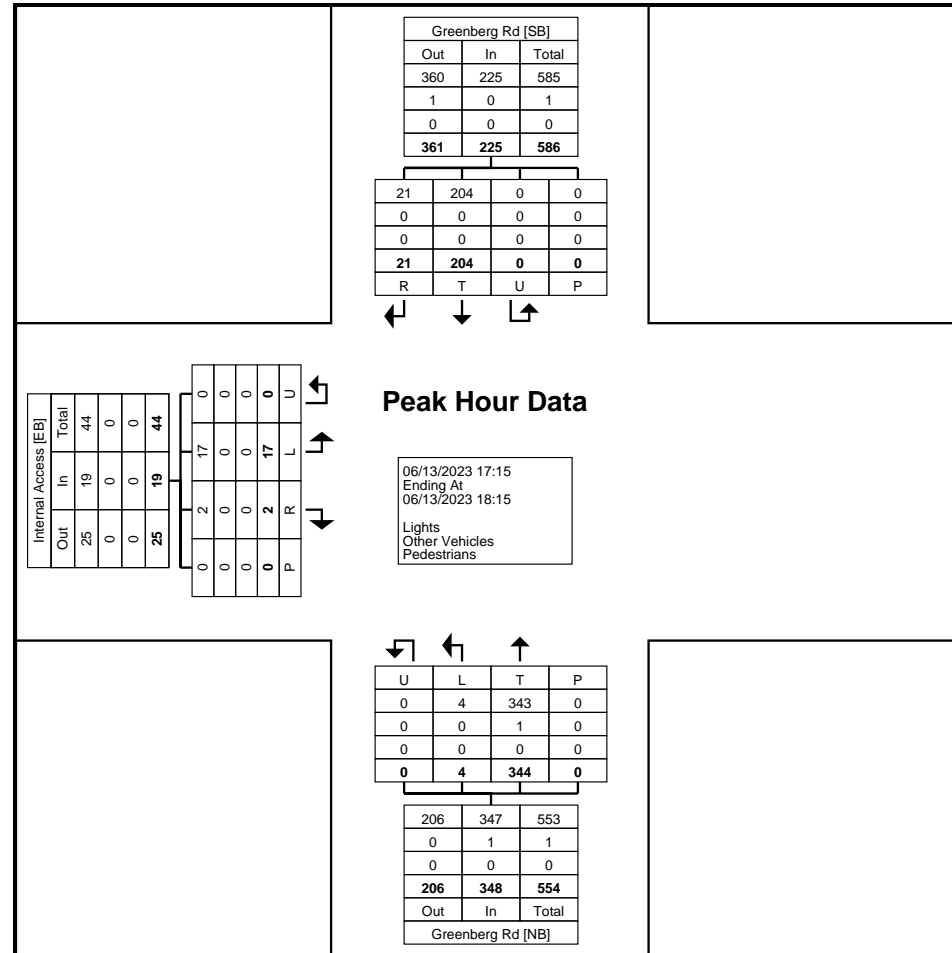 Greenberg Rd [SB]
Out In Total
360 225 585
1 0 1
0 0 0
361 225 586
21 204 0 0
0 0 0 0
0 0 0 0
21 204 0 0
R T U P
Internal Access [EB]
Out In Total
25 19 44
0 0 0
0 0 0
25 19 44
0 2 17 0
0 0 0 0
0 0 0 0
0 2 17 0
P R L U
Peak Hour Data
06/13/2023 17:15
Ending At
06/13/2023 18:15
Lights
Other Vehicles
Pedestrians
U L T P
0 4 343 0
0 0 1 0
0 0 0 0
0 4 344 0
206 347 553
0 1 1
0 0 0
206 348 554
Out In Total
Greenberg Rd [NB]